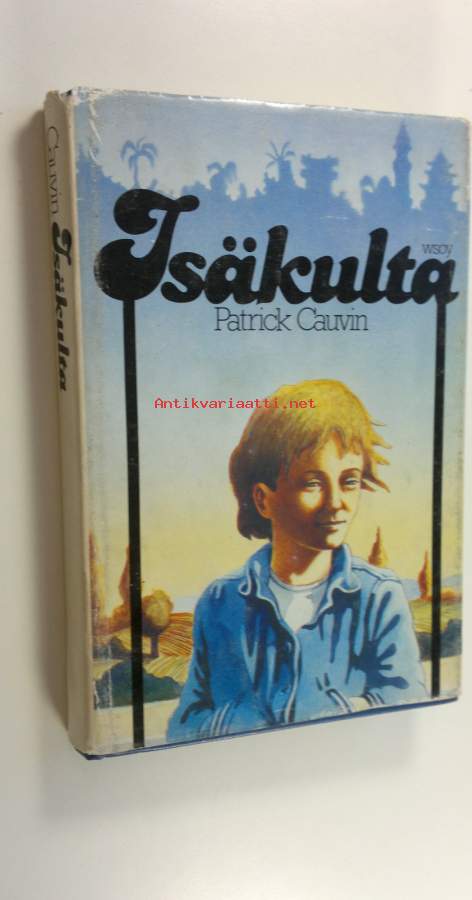 Cauvin Isäkulta
wsoy
Isäkulta
Patrick Cauvin
Antikvariaatti.net